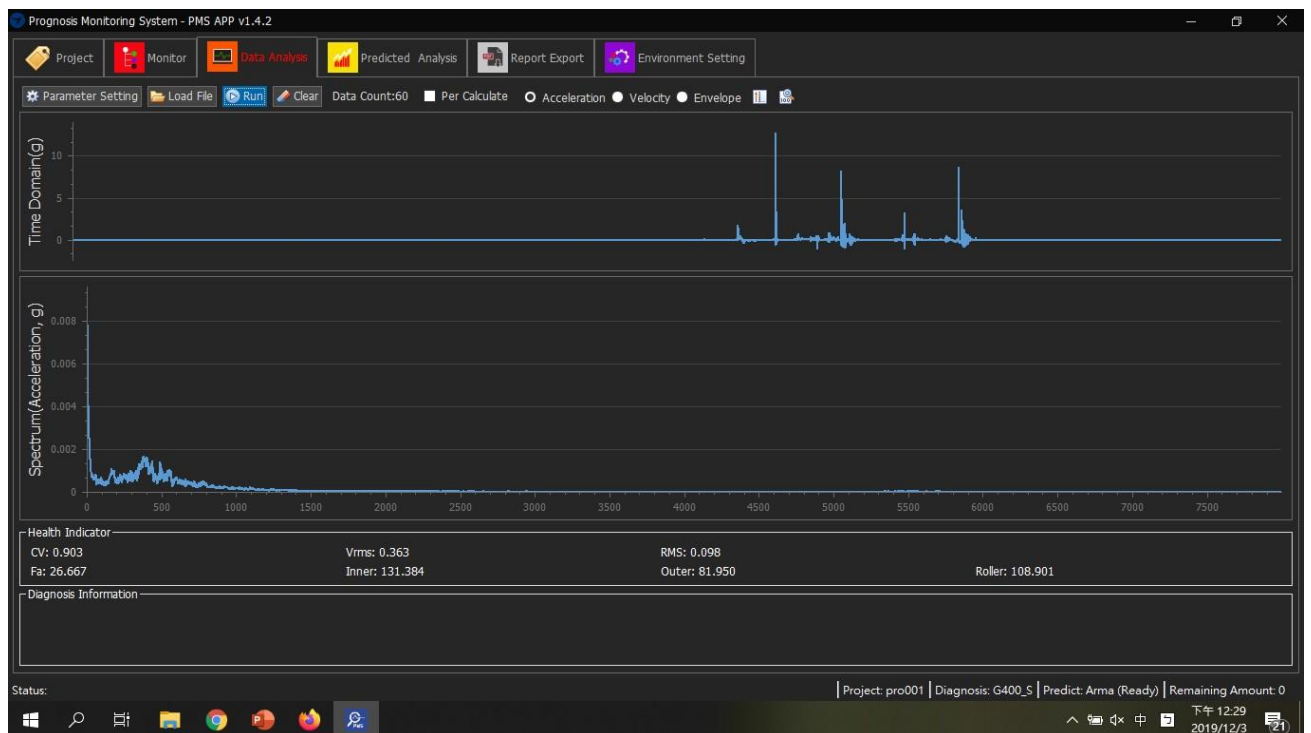 Prognosis Monitoring System - PMS APP v1.4.2
Project Monitor Data Analysis Predicted Analysis Report Export Environment Setting
Parameter Setting Load File Run Clear Data Count:60 Per Calculate Acceleration Velocity Envelope
Time Domain(g)
10
5
0
Spectrum(Acceleration, g)
0.008
0.006
0.004
0.002
0
0 500 1000 1500 2000 2500 3000 3500 4000 4500 5000 5500 6000 6500 7000 7500
Health Indicator
CV: 0.903 Vrms: 0.363 RMS: 0.098
Fa: 26.667 Inner: 131.384 Outer: 81.950 Roller: 108.901
Diagnosis Information
Status: Project: pro001 Diagnosis: G400_S Predict: Arma (Ready) Remaining Amount: 0
中 ㄅ 下午 12:29
2019/12/3 21